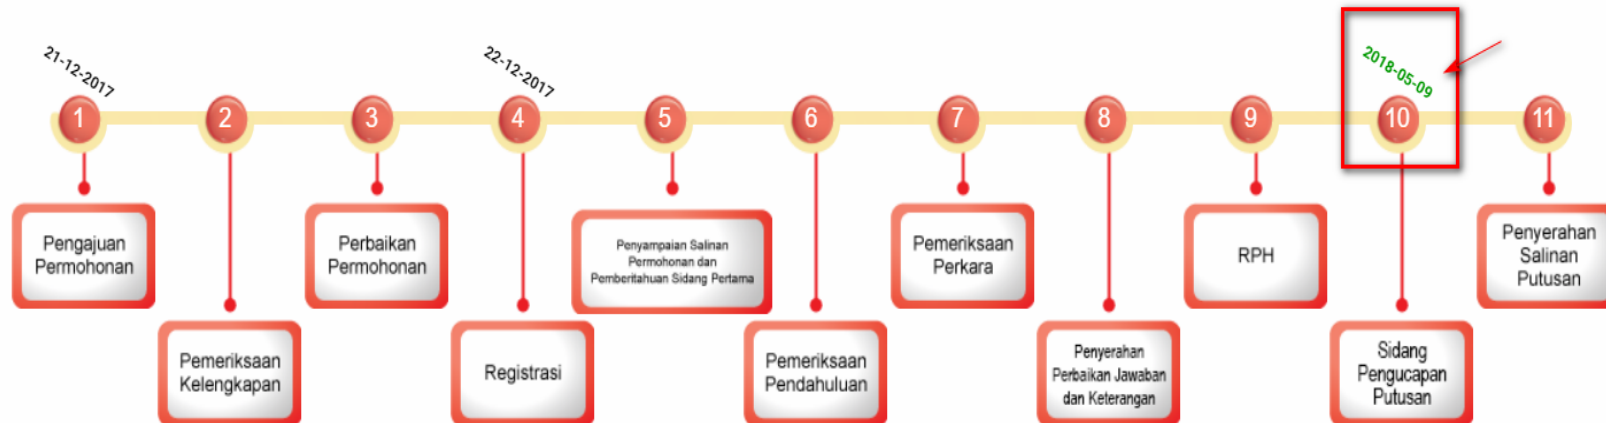 21-12-2017
22-12-2017
2018-05-09
1
2
3
4
5
6
7
8
9
10
11
Pengajuan
Permohonan
Pemeriksaan
Kelengkapan
Perbaikan
Permohonan
Registrasi
Penyampaian Salinan
Permohonan dan
Pemberitahuan Sidang Pertama
Pemeriksaan
Pendahuluan
Pemeriksaan
Perkara
Penyerahan
Perbaikan Jawaban
dan Keterangan
RPH
Sidang
Pengucapan
Putusan
Penyerahan
Salinan
Putusan